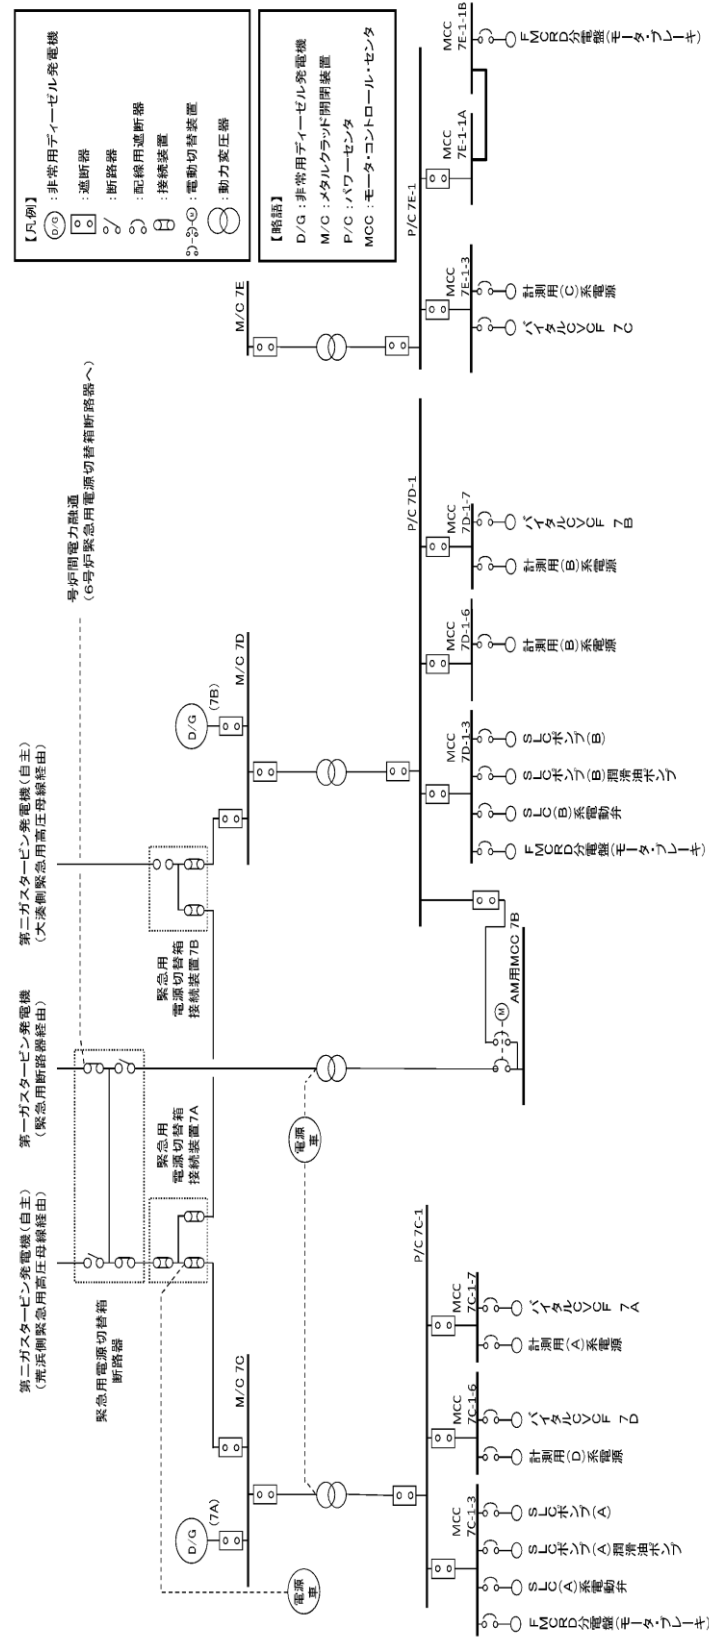 第二ガスタービン発電機(自主)
(荒浜側緊急用高圧母線経由)
第一ガスタービン発電機
(緊急用断路器経由)
第二ガスタービン発電機(自主)
(大湊側緊急用高圧母線経由)
号炉間電力融通
(6号炉緊急用電源切替箱断路器へ)
緊急用電源切替箱
断路器
緊急用
電源切替箱
接続装置7A
緊急用
電源切替箱
接続装置7B
【凡例】
D/G
:非常用ディーゼル発電機
:遮断器
:断路器
:配線用遮断器
:接続装置
M
:電動切替装置
:動力変圧器
【略語】
D/G :非常用ディーゼル発電機
M/C :メタルクラッド開閉装置
P/C :パワーセンタ
MCC :モータ・コントロール・センタ
D/G
(7A)
M/C 7C
D/G
(7B)
M/C 7D
M/C 7E
電源
車
電源
車
P/C 7C-1
M
AM用MCC 7B
P/C 7D-1
P/C 7E-1
MCC
7C-1-3
MCC
7C-1-6
MCC
7C-1-7
MCC
7D-1-3
MCC
7D-1-6
MCC
7D-1-7
MCC
7E-1-3
MCC
7E-1-1A
MCC
7E-1-1B
FMCRD分電盤(モータ・ブレーキ)
SLC(A)系電動弁
SLCポンプ(A)潤滑油ポンプ
SLCポンプ(A)
計測用(D)系電源
バイタルCVCF 7D
計測用(A)系電源
バイタルCVCF 7A
FMCRD分電盤(モータ・ブレーキ)
SLC(B)系電動弁
SLCポンプ(B)潤滑油ポンプ
SLCポンプ(B)
計測用(B)系電源
計測用(B)系電源
バイタルCVCF 7B
バイタルCVCF 7C
計測用(C)系電源
FMCRD分電盤(モータ・ブレーキ)